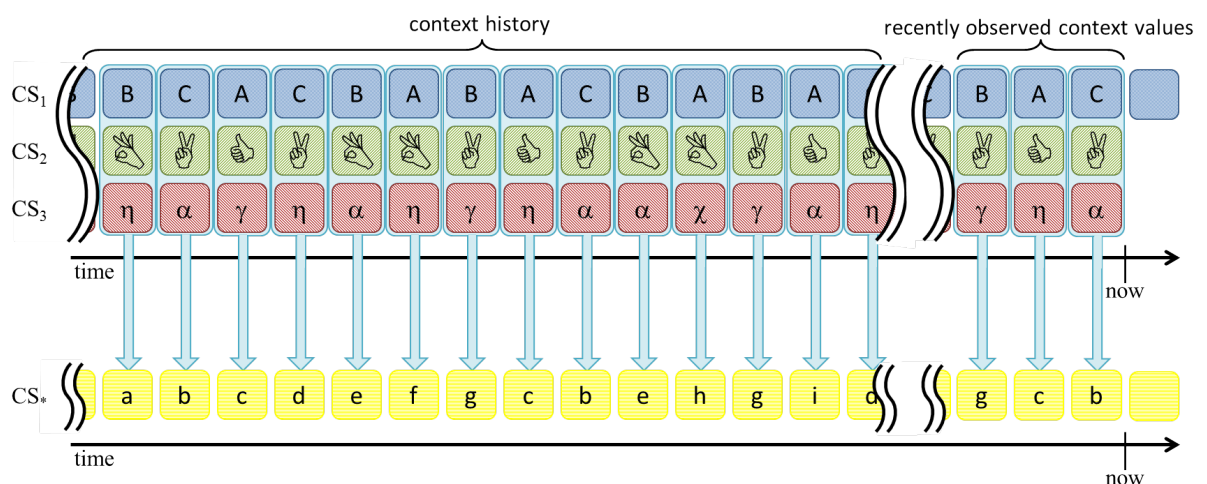 context history
recently observed context values
CS₁ B C A C B A B A C B A B A C B A C
CS₂
CS₃ η α γ η α η γ η α α χ γ α η γ η α
time
now
CS* a b c d e f g c b e h g i d g c b
time
now